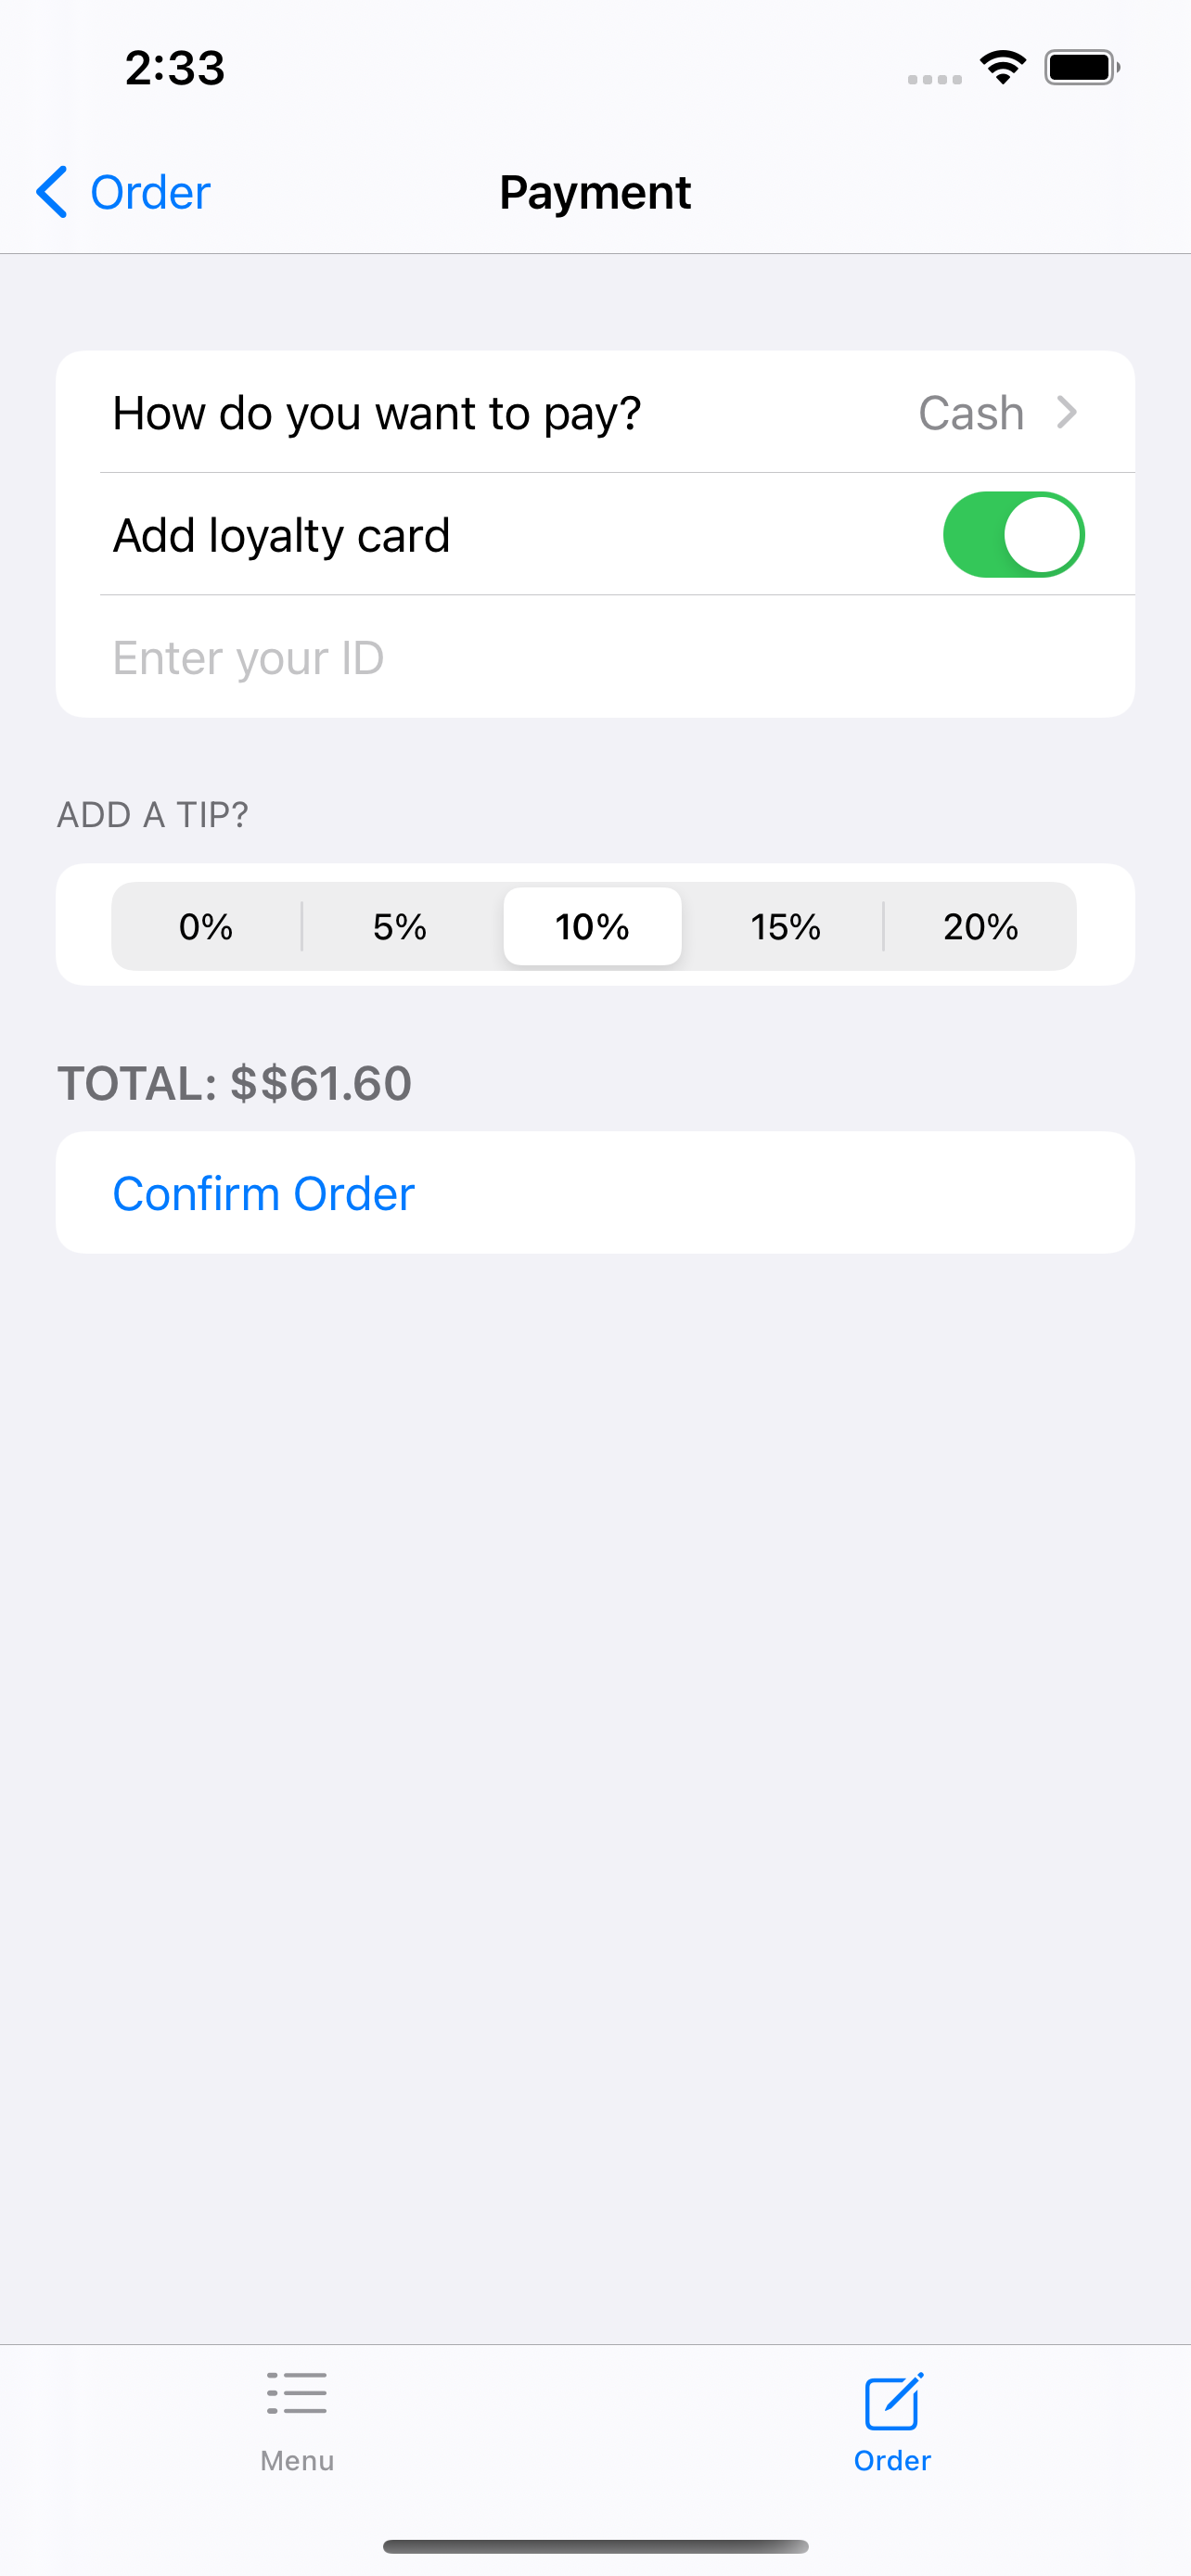 2:33
Order
Payment
How do you want to pay? Cash
Add loyalty card
Enter your ID
ADD A TIP?
0% 5% 10% 15% 20%
TOTAL: $$61.60
Confirm Order
Menu Order